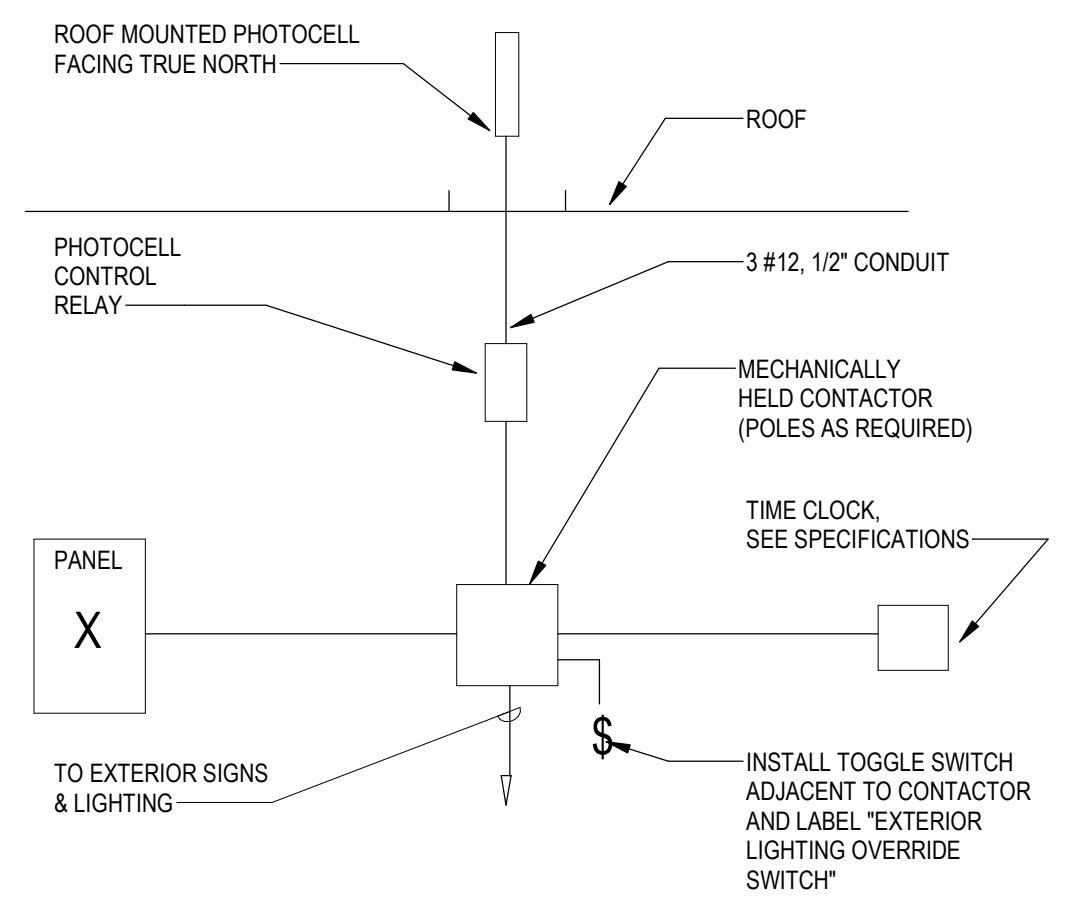 ROOF MOUNTED PHOTOCELL
FACING TRUE NORTH
ROOF
PHOTOCELL
CONTROL
RELAY
3 #12, 1/2" CONDUIT
MECHANICALLY
HELD CONTACTOR
(POLES AS REQUIRED)
TIME CLOCK,
SEE SPECIFICATIONS
PANEL
X
$
TO EXTERIOR SIGNS
& LIGHTING
INSTALL TOGGLE SWITCH
ADJACENT TO CONTACTOR
AND LABEL "EXTERIOR
LIGHTING OVERRIDE
SWITCH"